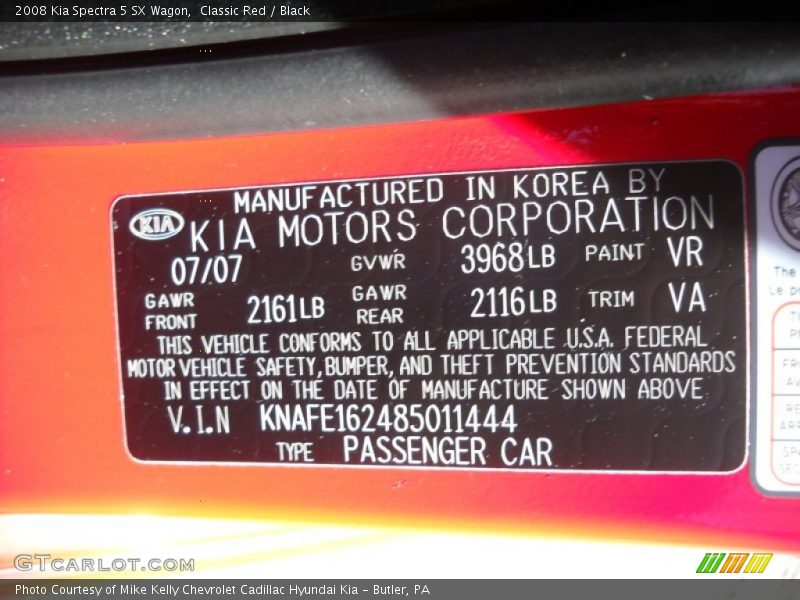 2008 Kia Spectra 5 SX Wagon,  Classic Red / Black
MANUFACTURED IN KOREA BY
KIA KIA MOTORS CORPORATION
07/07 GVWR 3968LB PAINT VR
GAWR FRONT 2161LB GAWR REAR 2116LB TRIM VA
THIS VEHICLE CONFORMS TO ALL APPLICABLE U.S.A. FEDERAL
MOTOR VEHICLE SAFETY, BUMPER, AND THEFT PREVENTION STANDARDS
IN EFFECT ON THE DATE OF MANUFACTURE SHOWN ABOVE
V.I.N KNAFE162485011444
TYPE PASSENGER CAR
The
Le
GTCARLOT.COM
Photo Courtesy of Mike Kelly Chevrolet Cadillac Hyundai Kia – Butler, PA